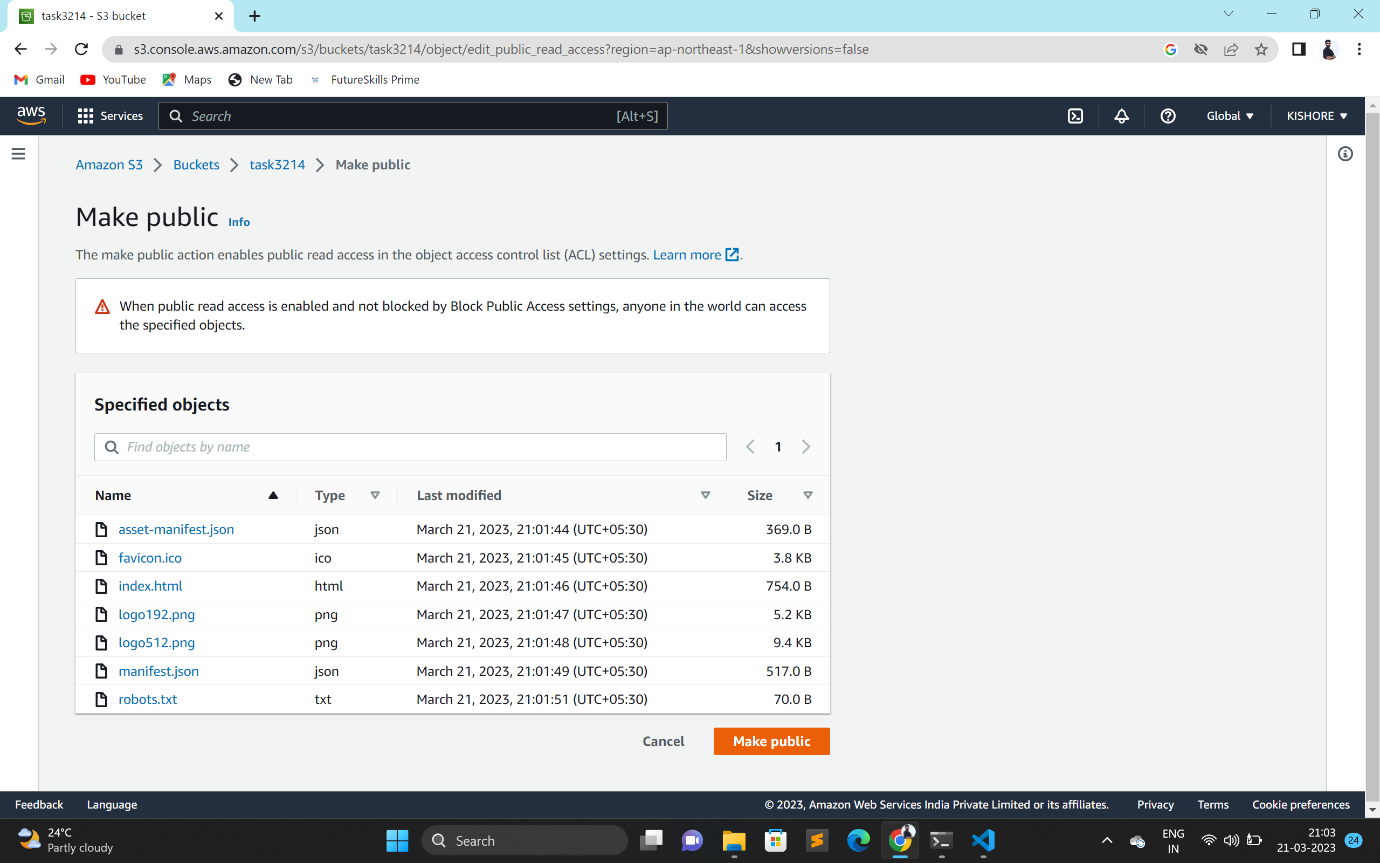 task3214 - S3 bucket
s3.console.aws.amazon.com/s3/buckets/task3214/object/edit_public_read_access?region=ap-northeast-1&showversions=false
Gmail YouTube Maps New Tab FutureSkills Prime
aws Services Search [Alt+S] Global KISHORE
Amazon S3 Buckets task3214 Make public
Make public Info
The make public action enables public read access in the object access control list (ACL) settings. Learn more.
When public read access is enabled and not blocked by Block Public Access settings, anyone in the world can access
the specified objects.
Specified objects
Find objects by name 1
Name Type Last modified Size
asset-manifest.json json March 21, 2023, 21:01:44 (UTC+05:30) 369.0 B
favicon.ico ico March 21, 2023, 21:01:45 (UTC+05:30) 3.8 KB
index.html html March 21, 2023, 21:01:46 (UTC+05:30) 754.0 B
logo192.png png March 21, 2023, 21:01:47 (UTC+05:30) 5.2 KB
logo512.png png March 21, 2023, 21:01:48 (UTC+05:30) 9.4 KB
manifest.json json March 21, 2023, 21:01:49 (UTC+05:30) 517.0 B
robots.txt txt March 21, 2023, 21:01:51 (UTC+05:30) 70.0 B
Cancel Make public
Feedback Language © 2023, Amazon Web Services India Private Limited or its affiliates. Privacy Terms Cookie preferences
24°C
Partly cloudy
Search
ENG
IN
21:03
21-03-2023
24